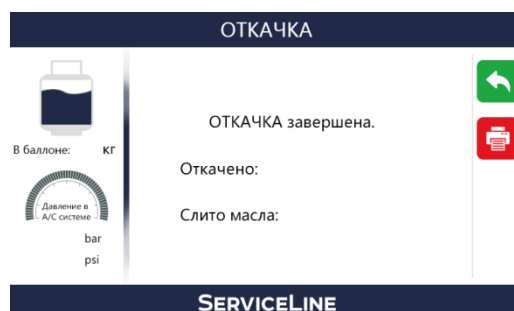 ОТКАЧКА
В баллоне: кг
Давление в
А/С системе
bar
psi
ОТКАЧКА завершена.
Откачено:
Слито масла:
SERVICELINE